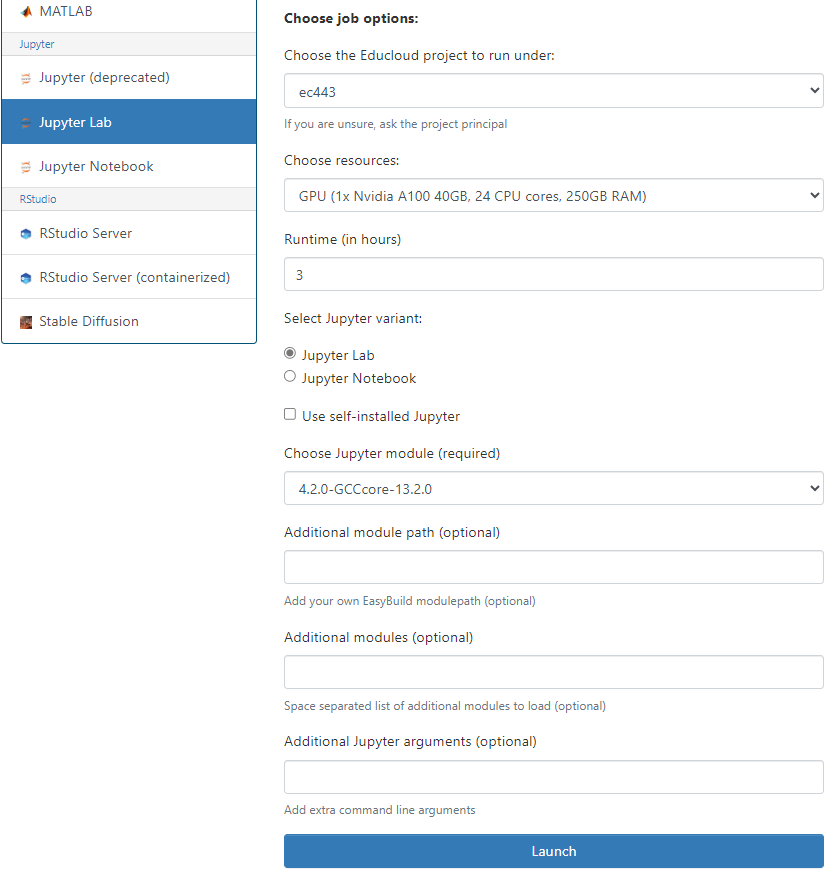 MATLAB
Jupyter
Jupyter (deprecated)
Jupyter Lab
Jupyter Notebook
RStudio
RStudio Server
RStudio Server (containerized)
Stable Diffusion
Choose job options:
Choose the Educloud project to run under:
ec443
If you are unsure, ask the project principal
Choose resources:
GPU (1x Nvidia A100 40GB, 24 CPU cores, 250GB RAM)
Runtime (in hours)
3
Select Jupyter variant:
Jupyter Lab
Jupyter Notebook
Use self-installed Jupyter
Choose Jupyter module (required)
4.2.0-GCCcore-13.2.0
Additional module path (optional)
Add your own EasyBuild modulepath (optional)
Additional modules (optional)
Space separated list of additional modules to load (optional)
Additional Jupyter arguments (optional)
Add extra command line arguments
Launch